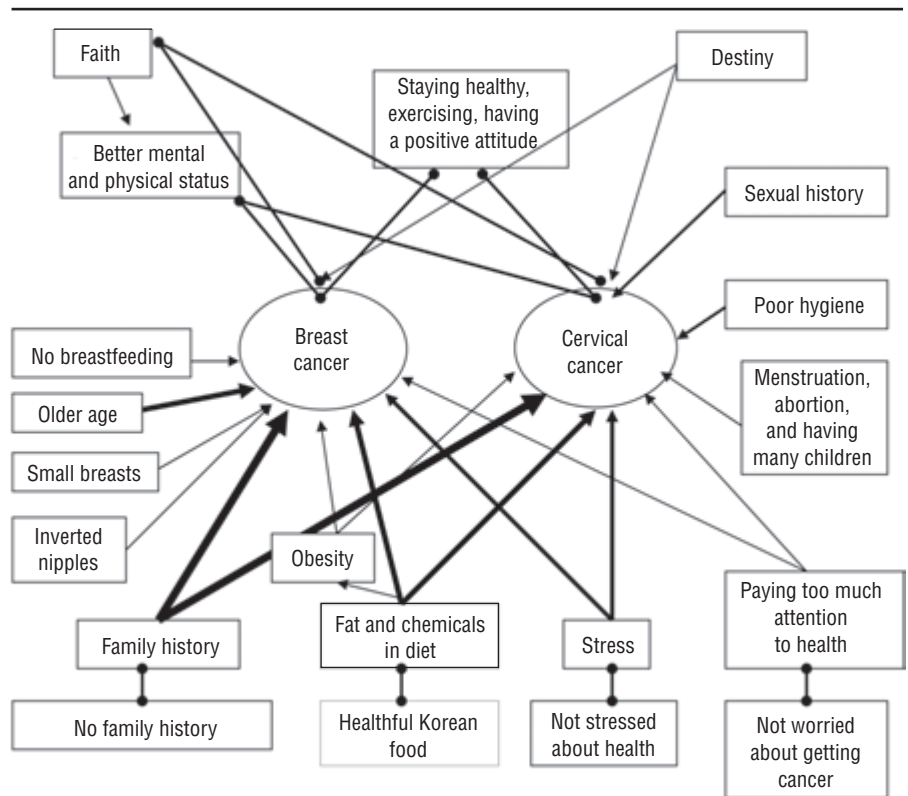 Faith
Destiny
Staying healthy,
exercising, having
a positive attitude
Better mental
and physical status
Sexual history
Poor hygiene
Breast
cancer
Cervical
cancer
No breastfeeding
Menstruation,
abortion,
and having
many children
Older age
Small breasts
Inverted
nipples
Obesity
Paying too much
attention
to health
Family history
Fat and chemicals
in diet
Stress
No family history
Healthful Korean
food
Not stressed
about health
Not worried
about getting
cancer